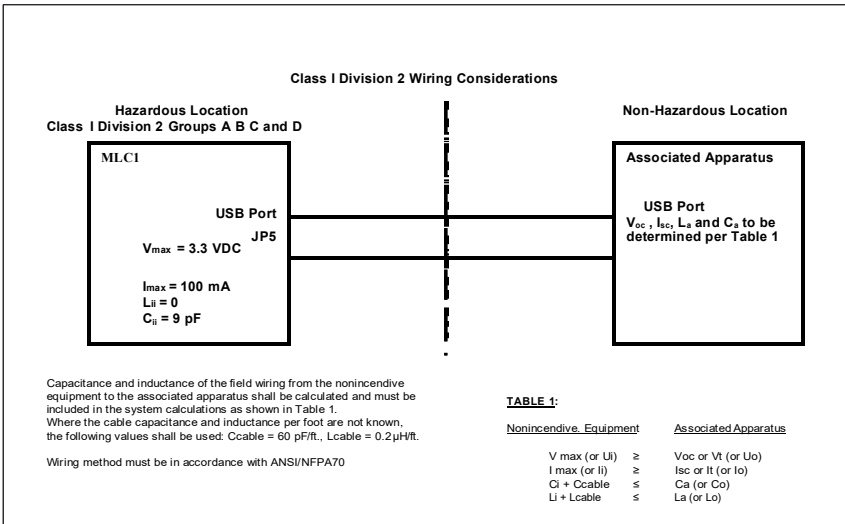 Class I Division 2 Wiring Considerations
Hazardous Location
Class I Division 2 Groups A B C and D
Non-Hazardous Location
MLC1
USB Port
JP5
Vmax = 3.3 VDC
Imax = 100 mA
Lii = 0
Cii = 9 pF
Associated Apparatus
USB Port
Voc , Isc, La and Ca to be
determined per Table 1
Capacitance and inductance of the field wiring from the nonincendive
equipment to the associated apparatus shall be calculated and must be
included in the system calculations as shown in Table 1.
Where the cable capacitance and inductance per foot are not known,
the following values shall be used: Ccable = 60 pF/ft., Lcable = 0.2µH/ft.
Wiring method must be in accordance with ANSI/NFPA70
TABLE 1:
Nonincendive. Equipment Associated Apparatus
V max (or Ui) ≥ Voc or Vt (or Uo)
I max (or Ii) ≥ Isc or It (or Io)
Ci + Ccable ≤ Ca (or Co)
Li + Lcable ≤ La (or Lo)